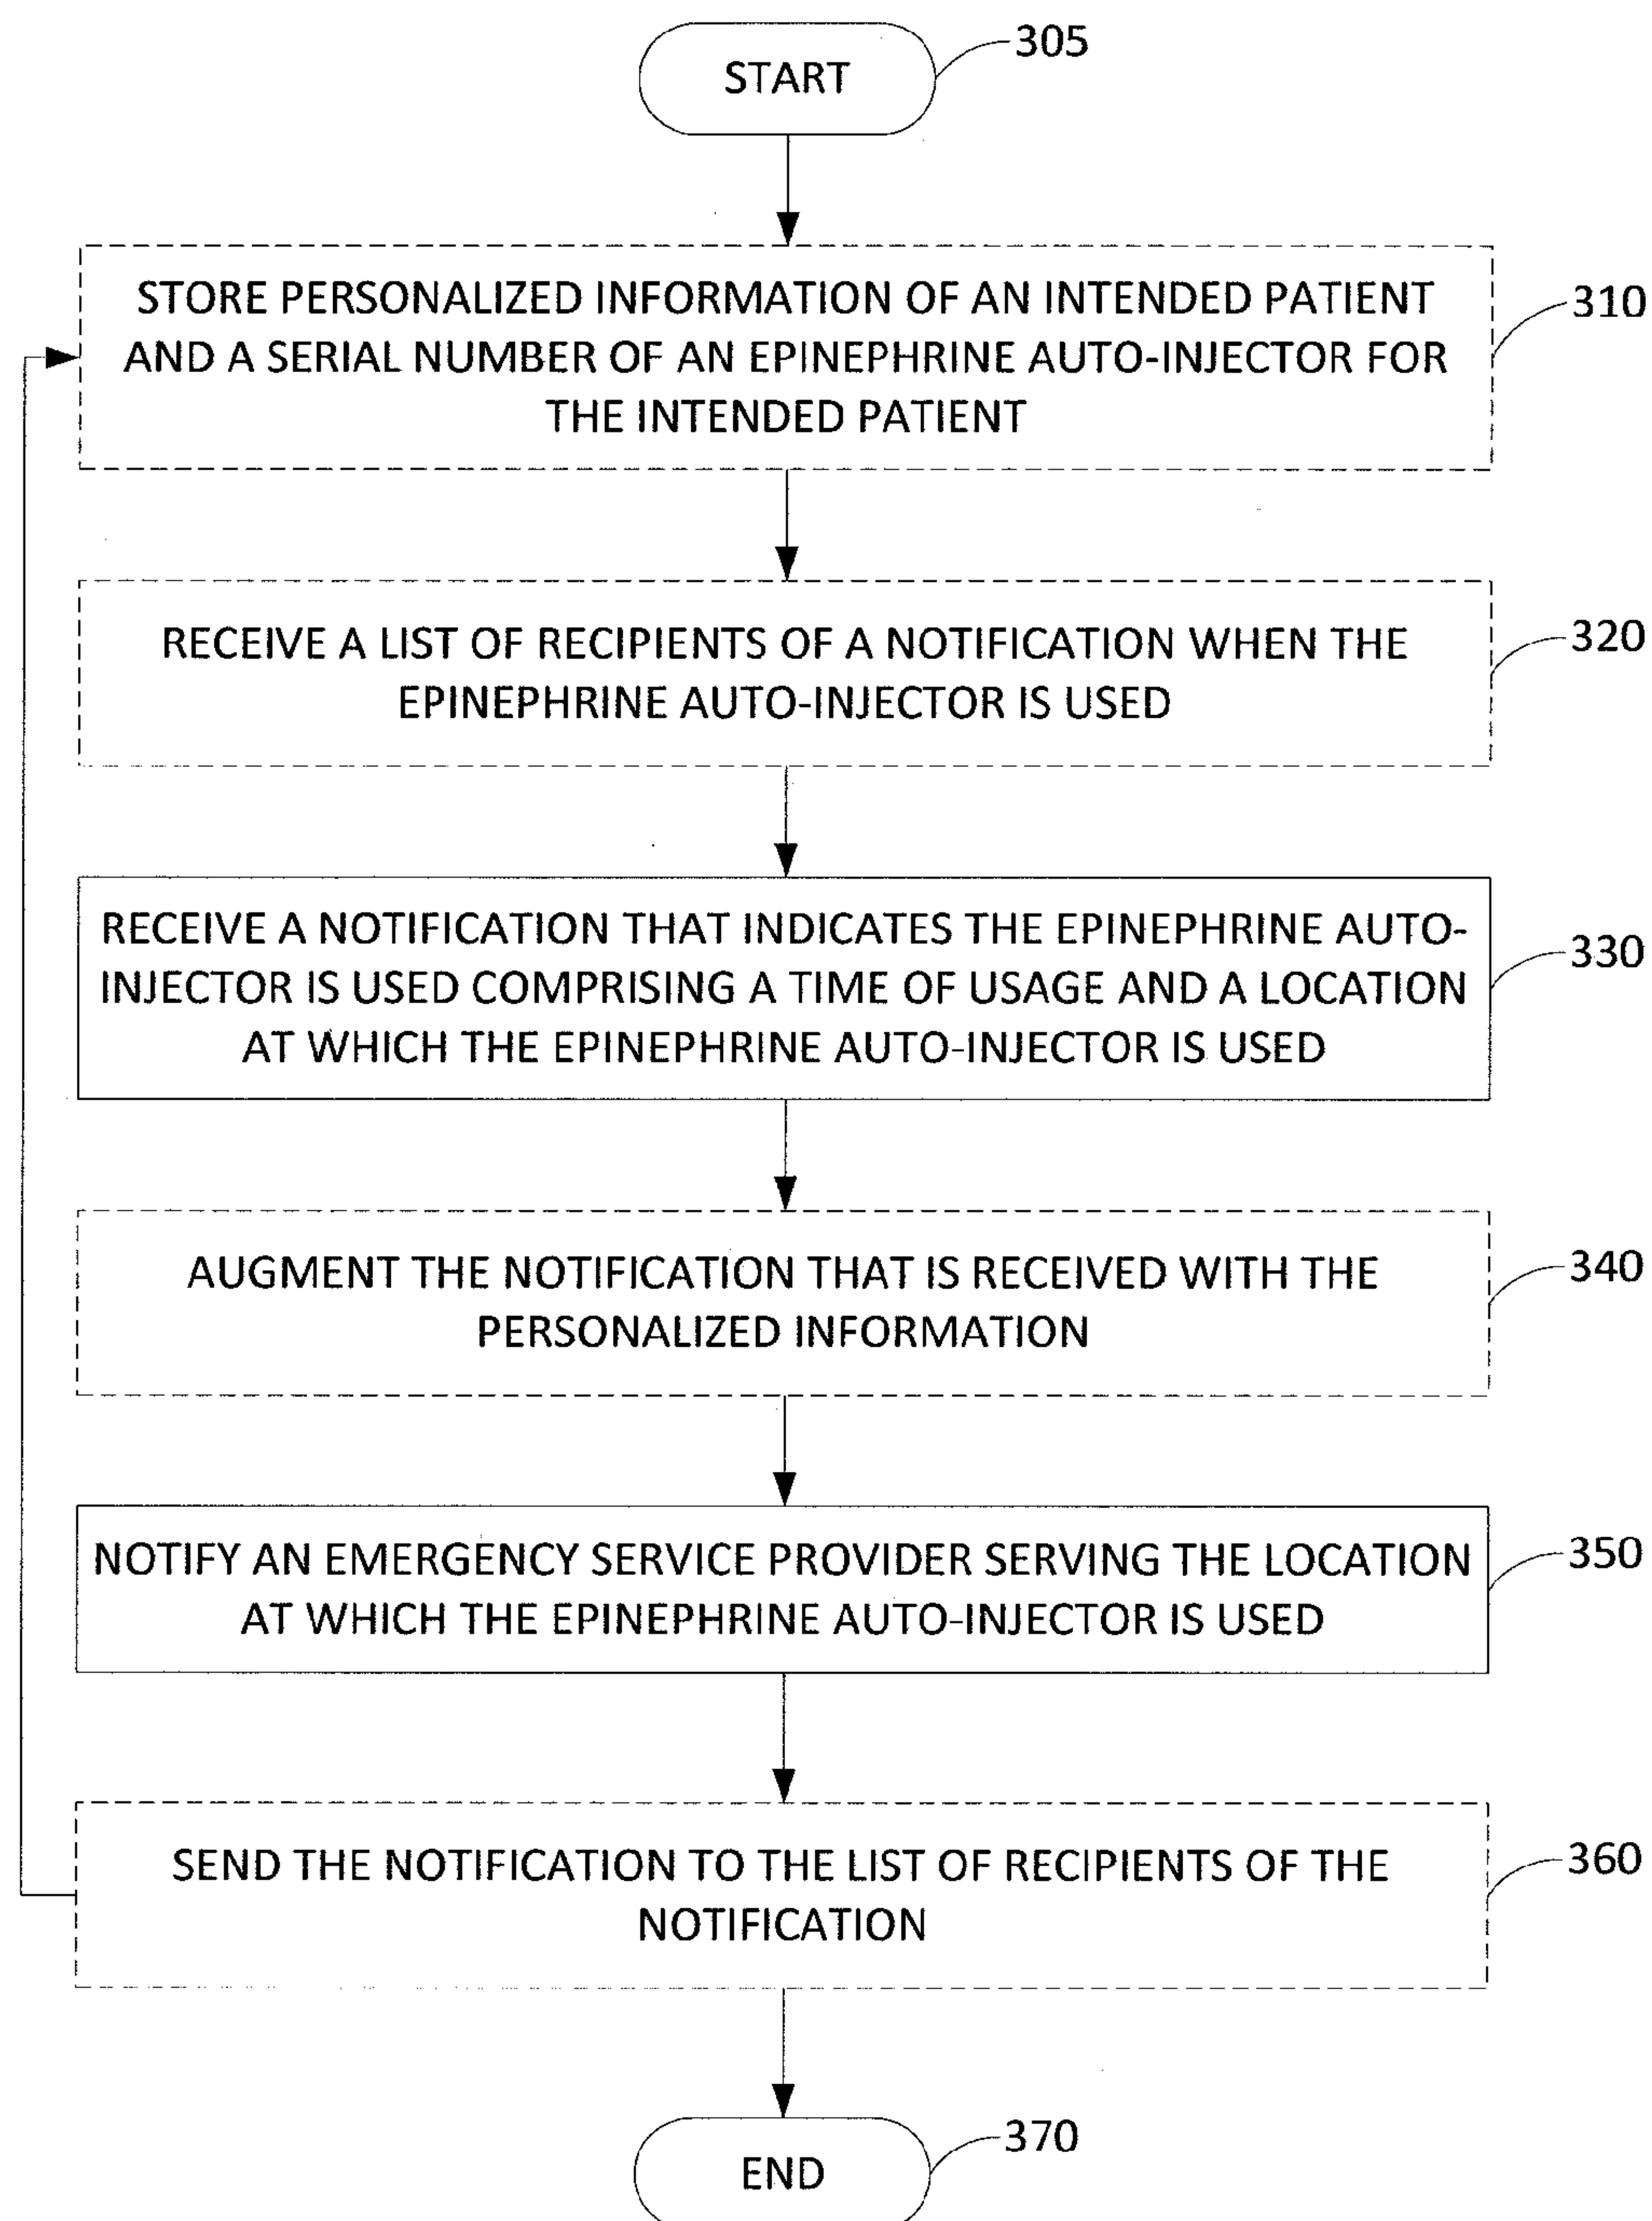 START
305
STORE PERSONALIZED INFORMATION OF AN INTENDED PATIENT
AND A SERIAL NUMBER OF AN EPINEPHRINE AUTO-INJECTOR FOR
THE INTENDED PATIENT
310
RECEIVE A LIST OF RECIPIENTS OF A NOTIFICATION WHEN THE
EPINEPHRINE AUTO-INJECTOR IS USED
320
RECEIVE A NOTIFICATION THAT INDICATES THE EPINEPHRINE AUTO-
INJECTOR IS USED COMPRISING A TIME OF USAGE AND A LOCATION
AT WHICH THE EPINEPHRINE AUTO-INJECTOR IS USED
330
AUGMENT THE NOTIFICATION THAT IS RECEIVED WITH THE
PERSONALIZED INFORMATION
340
NOTIFY AN EMERGENCY SERVICE PROVIDER SERVING THE LOCATION
AT WHICH THE EPINEPHRINE AUTO-INJECTOR IS USED
350
SEND THE NOTIFICATION TO THE LIST OF RECIPIENTS OF THE
NOTIFICATION
360
END
370